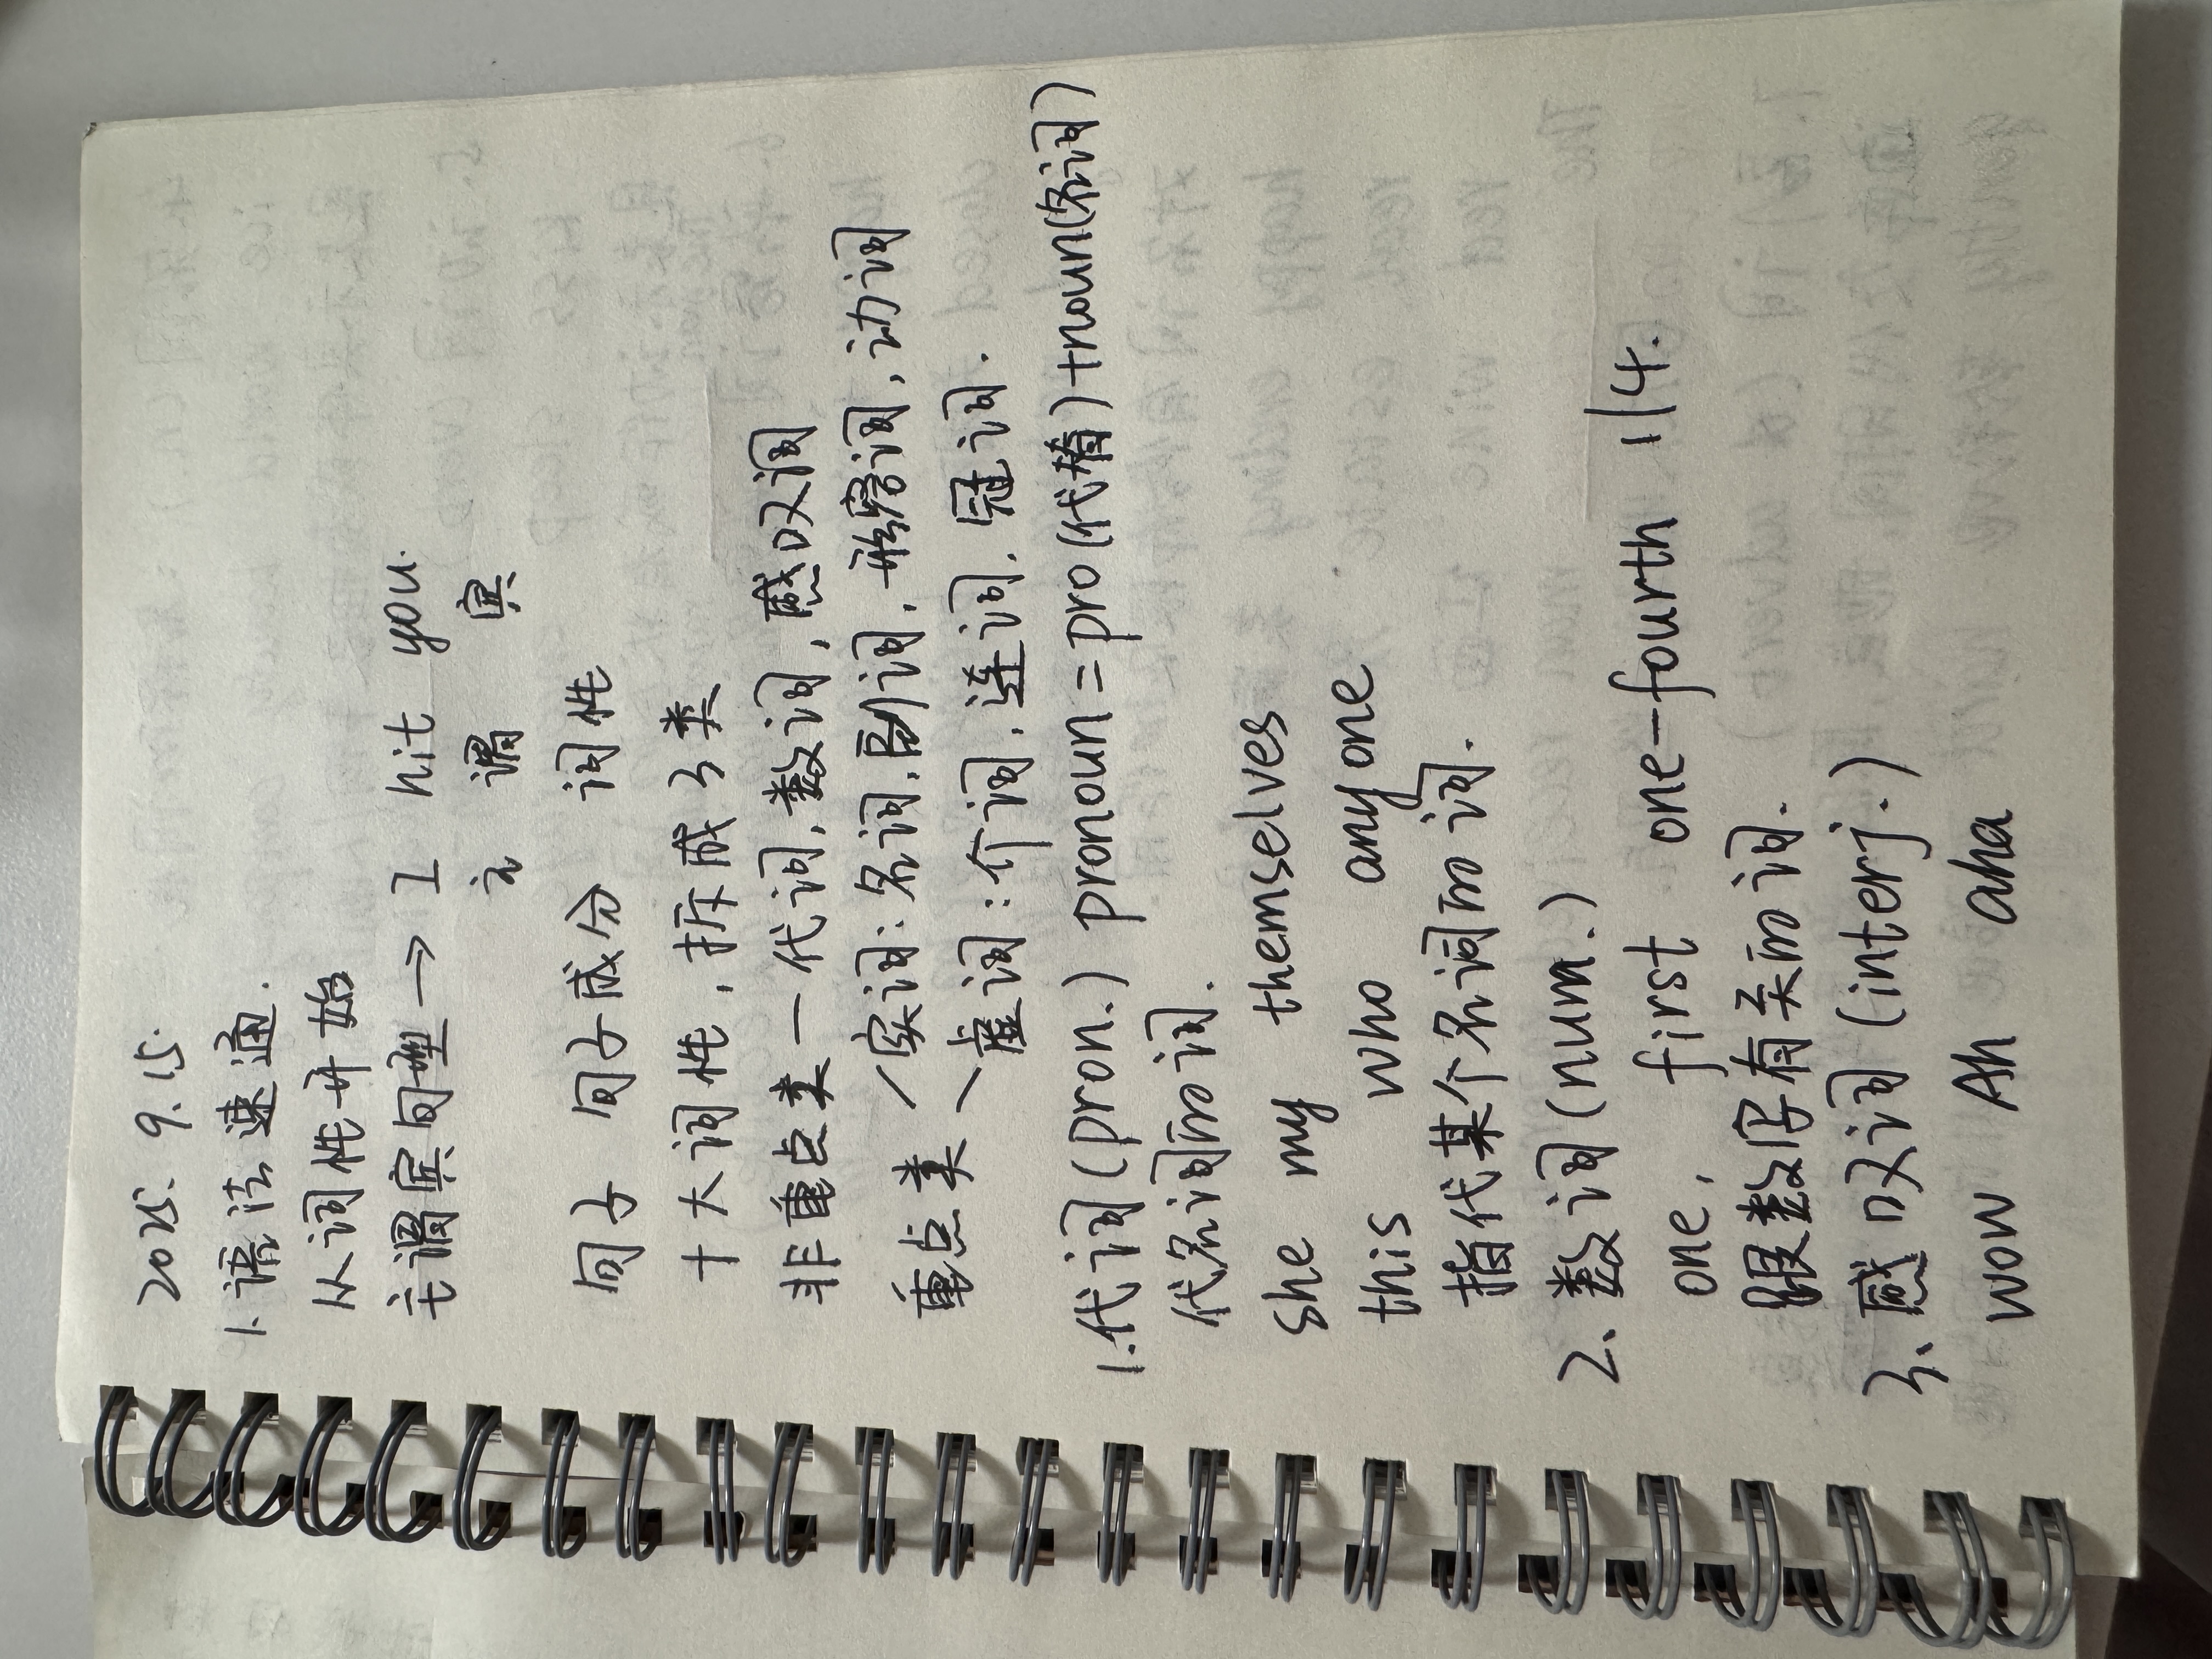 2025. 9.15.
1. 语法速通.
从词性开始
主谓宾句型→ I hit you.
主 谓 宾
句子 句子成分 词性
十大词性, 拆成3类
非重点类—代词, 数词, 感叹词
重点类
实词: 名词, 副词, 形容词, 动词
虚词: 介词, 连词, 冠词.
1. 代词 (pron.) pronoun = pro (代替) + noun (名词)
代名词的词.
she my themselves
this who anyone
指代某个名词的词.
2、数词 (num.)
one, first one-fourth 1/4.
跟数字有关的词.
3、感叹词 (interj.)
wow Ah aha